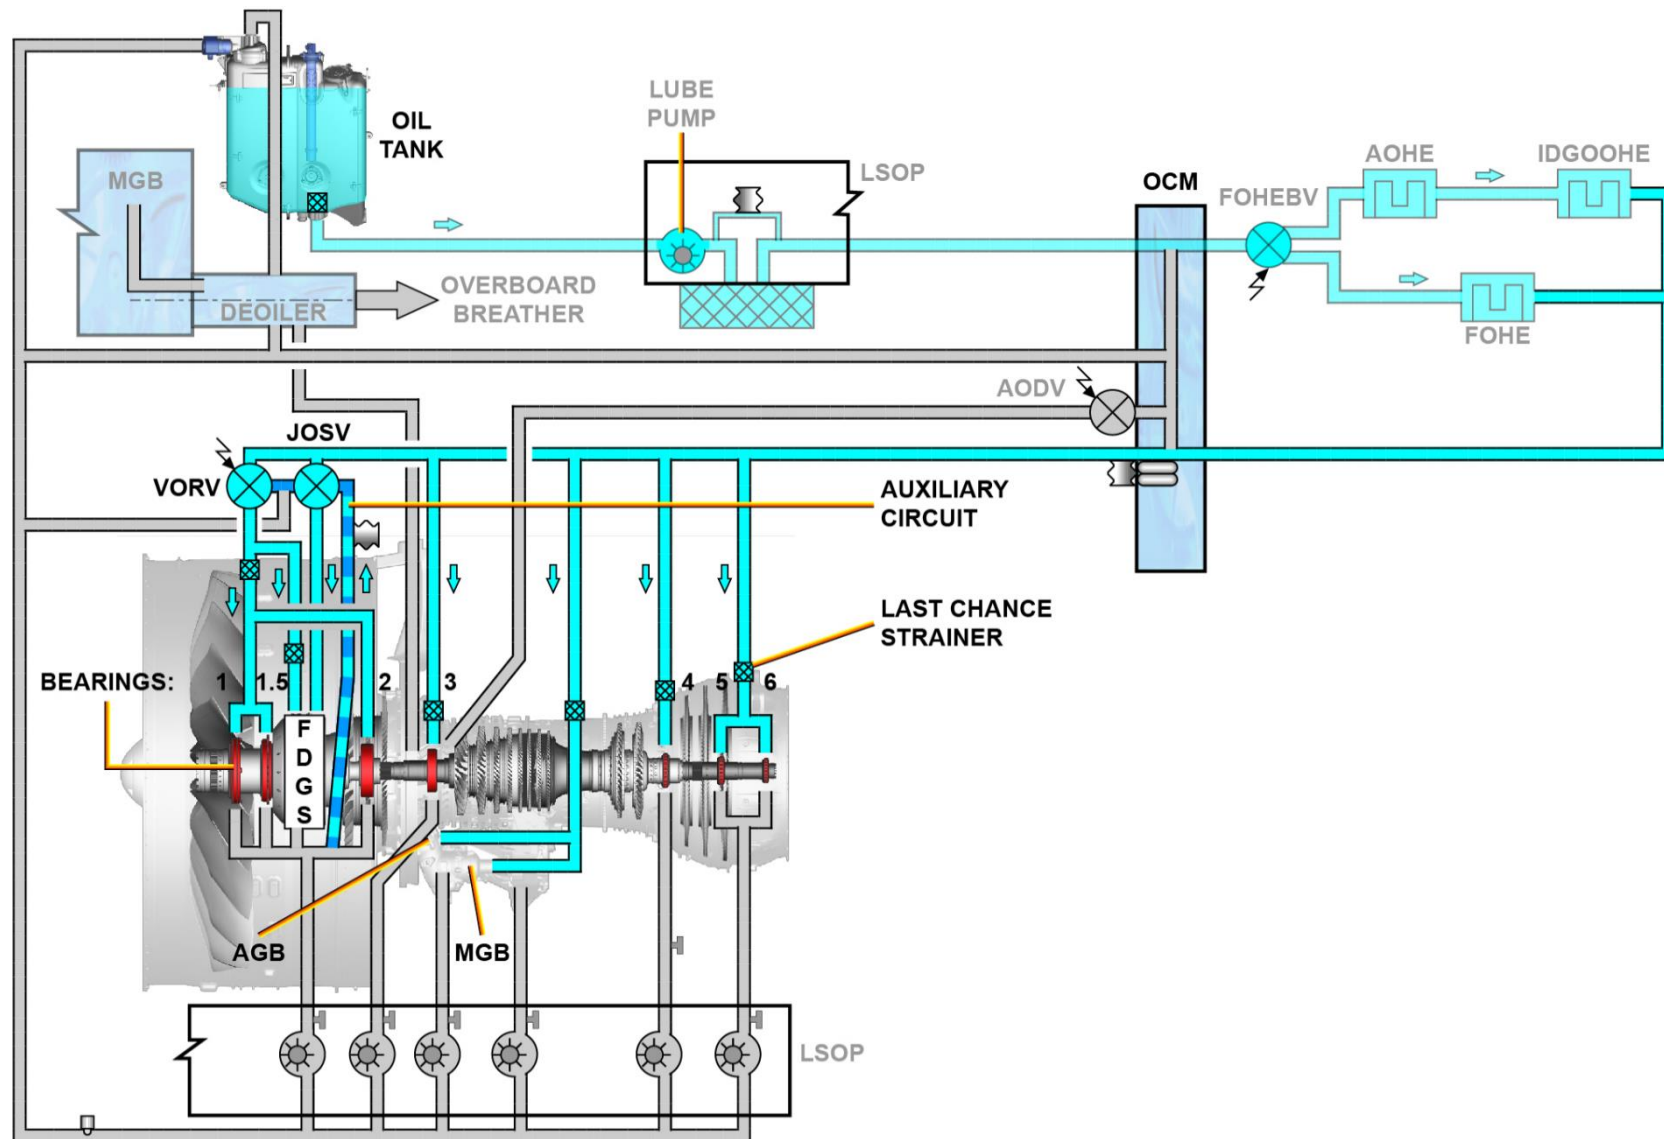 OIL
TANK
LUBE
PUMP
LSOP
MGB
OCM
AOHE
IDGOOHE
FOHEBV
OVERBOARD
BREATHER
DEOILER
FOHE
AODV
JOSV
VORV
AUXILIARY
CIRCUIT
LAST CHANCE
STRAINER
BEARINGS:
1
1.5
2
3
4
5
6
F
D
G
S
AGB
MGB
LSOP